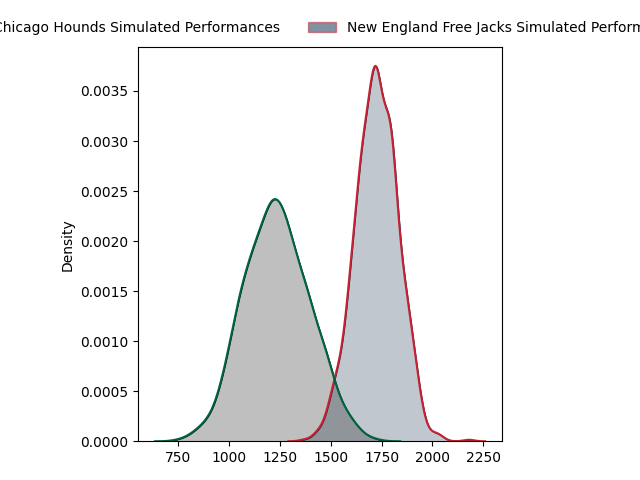 Chicago Hounds Simulated Performances
New England Free Jacks Simulated Perform
Density
0.0035
0.0030
0.0025
0.0020
0.0015
0.0010
0.0005
0.0000
750 1000 1250 1500 1750 2000 2250